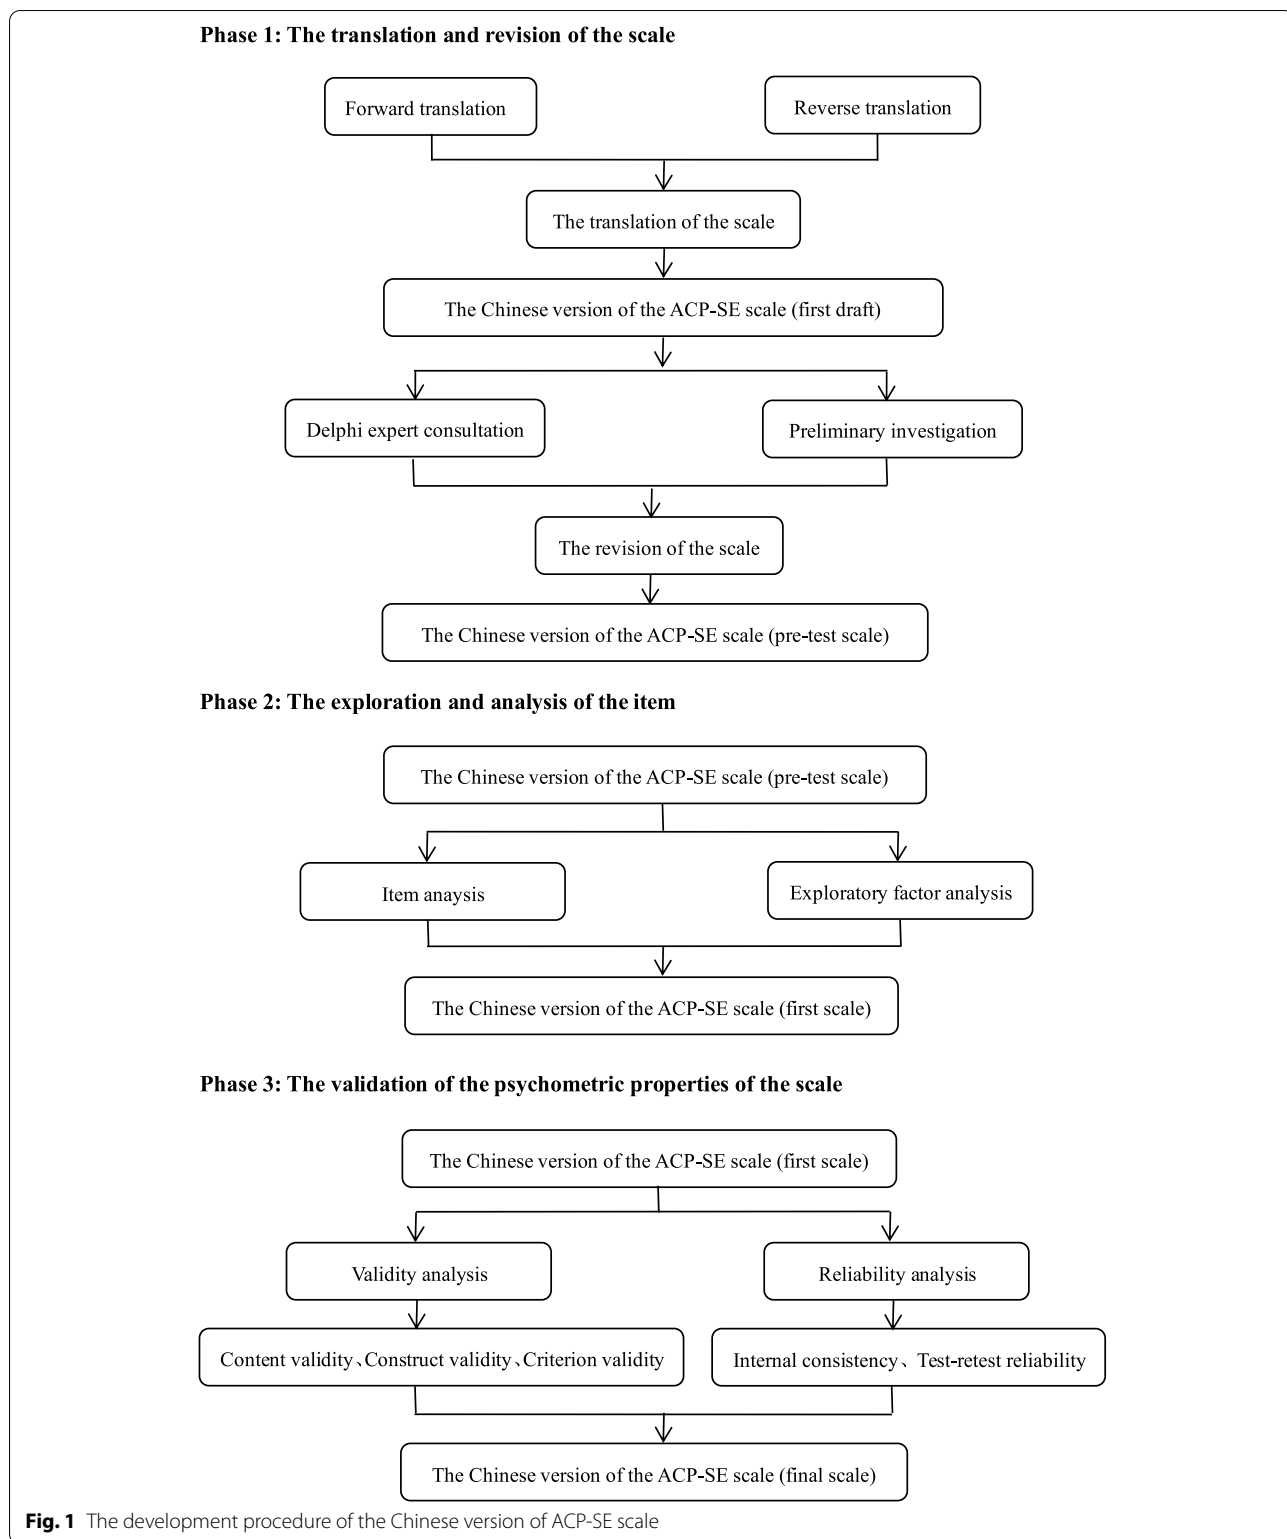 Phase 1: The translation and revision of the scale
Forward translation
Reverse translation
The translation of the scale
The Chinese version of the ACP-SE scale (first draft)
Delphi expert consultation
Preliminary investigation
The revision of the scale
The Chinese version of the ACP-SE scale (pre-test scale)
Phase 2: The exploration and analysis of the item
The Chinese version of the ACP-SE scale (pre-test scale)
Item anaysis
Exploratory factor analysis
The Chinese version of the ACP-SE scale (first scale)
Phase 3: The validation of the psychometric properties of the scale
The Chinese version of the ACP-SE scale (first scale)
Validity analysis
Reliability analysis
Content validity、Construct validity、Criterion validity
Internal consistency、Test-retest reliability
The Chinese version of the ACP-SE scale (final scale)
Fig. 1 The development procedure of the Chinese version of ACP-SE scale